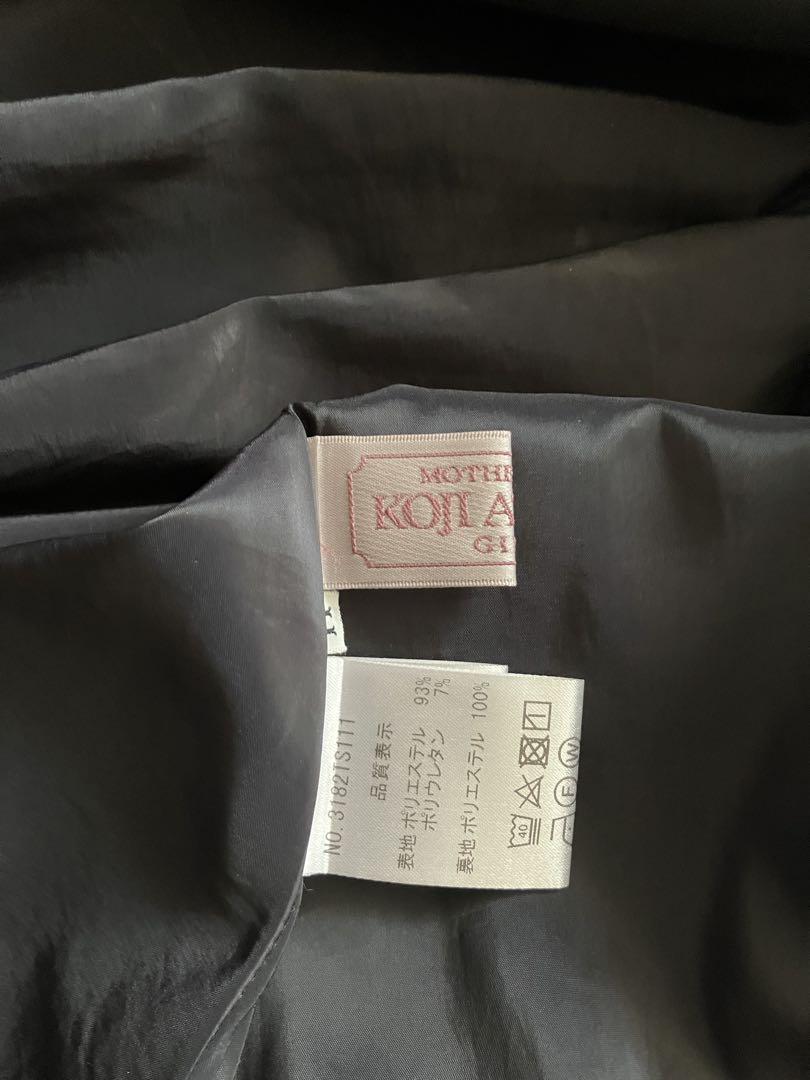 MOTHE
KOJI A
GI
NO.3182TS111
品質表示
表地 ポリエステル 93%
ポリウレタン 7%
裏地 ポリエステル 100%
40
F
W